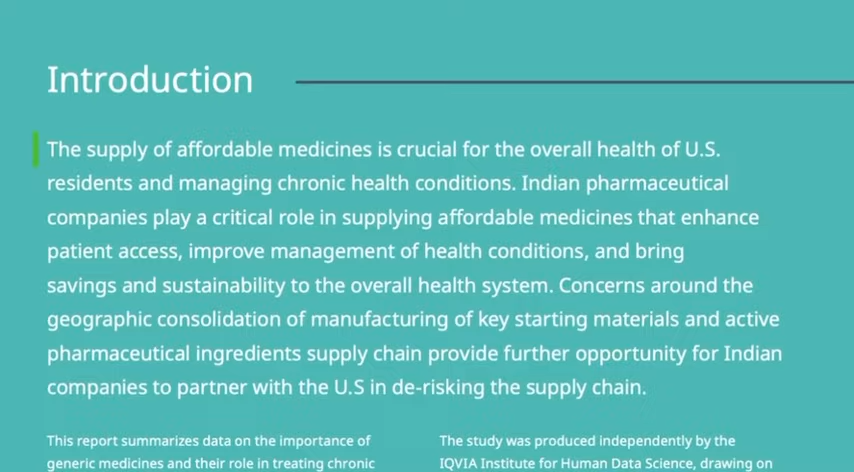 Introduction
The supply of affordable medicines is crucial for the overall health of U.S.
residents and managing chronic health conditions. Indian pharmaceutical
companies play a critical role in supplying affordable medicines that enhance
patient access, improve management of health conditions, and bring
savings and sustainability to the overall health system. Concerns around the
geographic consolidation of manufacturing of key starting materials and active
pharmaceutical ingredients supply chain provide further opportunity for Indian
companies to partner with the U.S in de-risking the supply chain.
This report summarizes data on the importance of
generic medicines and their role in treating chronic
The study was produced independently by the
IQVIA Institute for Human Data Science, drawing on